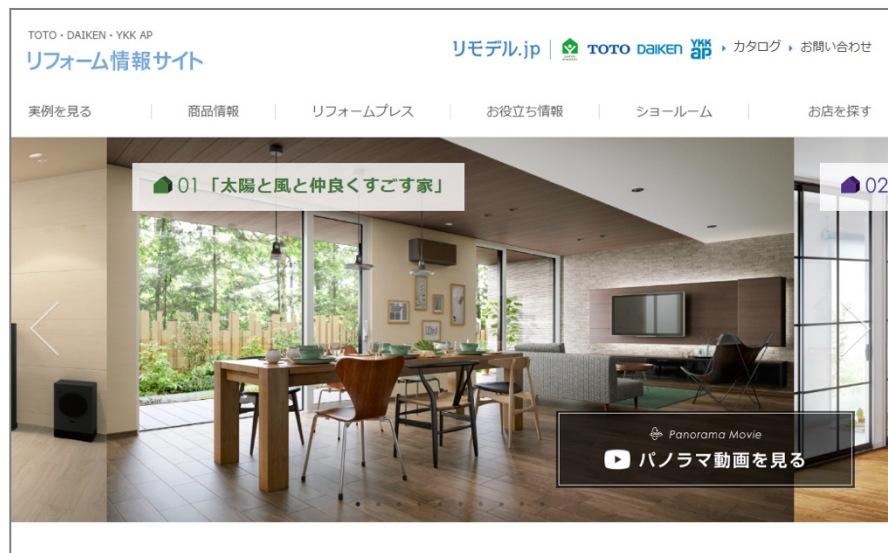 TOTO・DAIKEN・YKK AP
リフォーム情報サイト
リモデル.jp TOTO DAIKEN YKK ap カタログ お問い合わせ
実例を見る 商品情報 リフォームプレス お役立ち情報 ショールーム お店を探す
01「太陽と風と仲良くすごす家」 02
Panorama Movie
パノラマ動画を見る